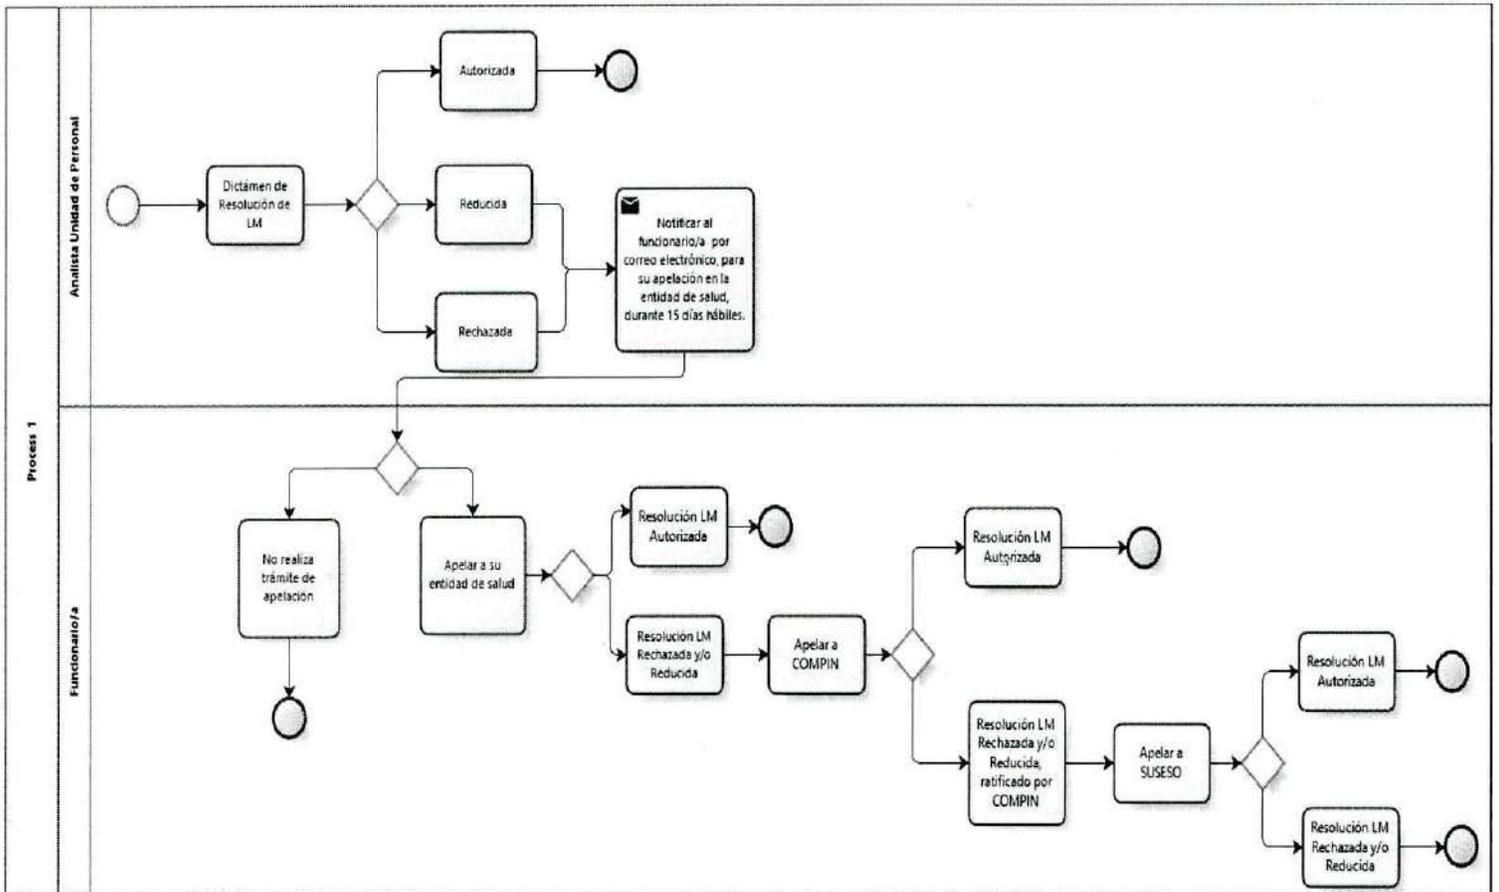 Process 1
Analista Unidad de Personal
Dictámen de
Resolución de
LM
Autorizada
Reducida
Rechazada
Notificar al
funcionario/a por
correo electrónico, para
su apelación en la
entidad de salud,
durante 15 días hábiles.
Funcionario/a
No realiza
trámite de
apelación
Apelar a su
entidad de salud
Resolución LM
Autorizada
Resolución LM
Rechazada y/o
Reducida
Apelar a
COMPIN
Resolución LM
Autorizada
Resolución LM
Rechazada y/o
Reducida,
ratificado por
COMPIN
Apelar a
SUSESO
Resolución LM
Autorizada
Resolución LM
Rechazada y/o
Reducida